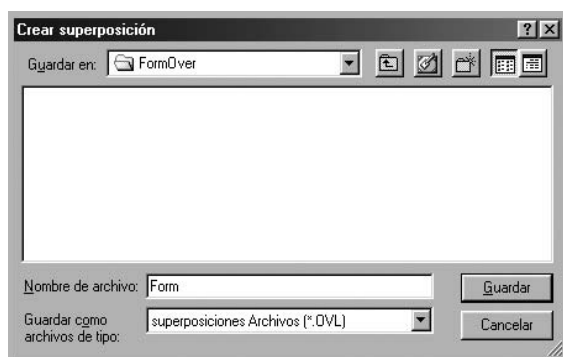 Crear superposición
Guardar en: FormOver
Nombre de archivo: Form
Guardar
Guardar como
archivos de tipo: superposiciones Archivos (*.OVL)
Cancelar